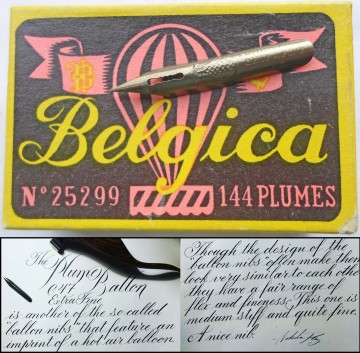 Belgica
Nº 25299
144 PLUMES
The
Plume
047 Ballon
Extra Fine
is another of the so called
"ballon nibs" that feature an
imprint of a hot air balloon.
Though the design of the
"ballon nibs" often make them
look very similar to each other
they have a fair range of
flex and fineness. This one is
medium stiff and quite fine.
A nice nib.